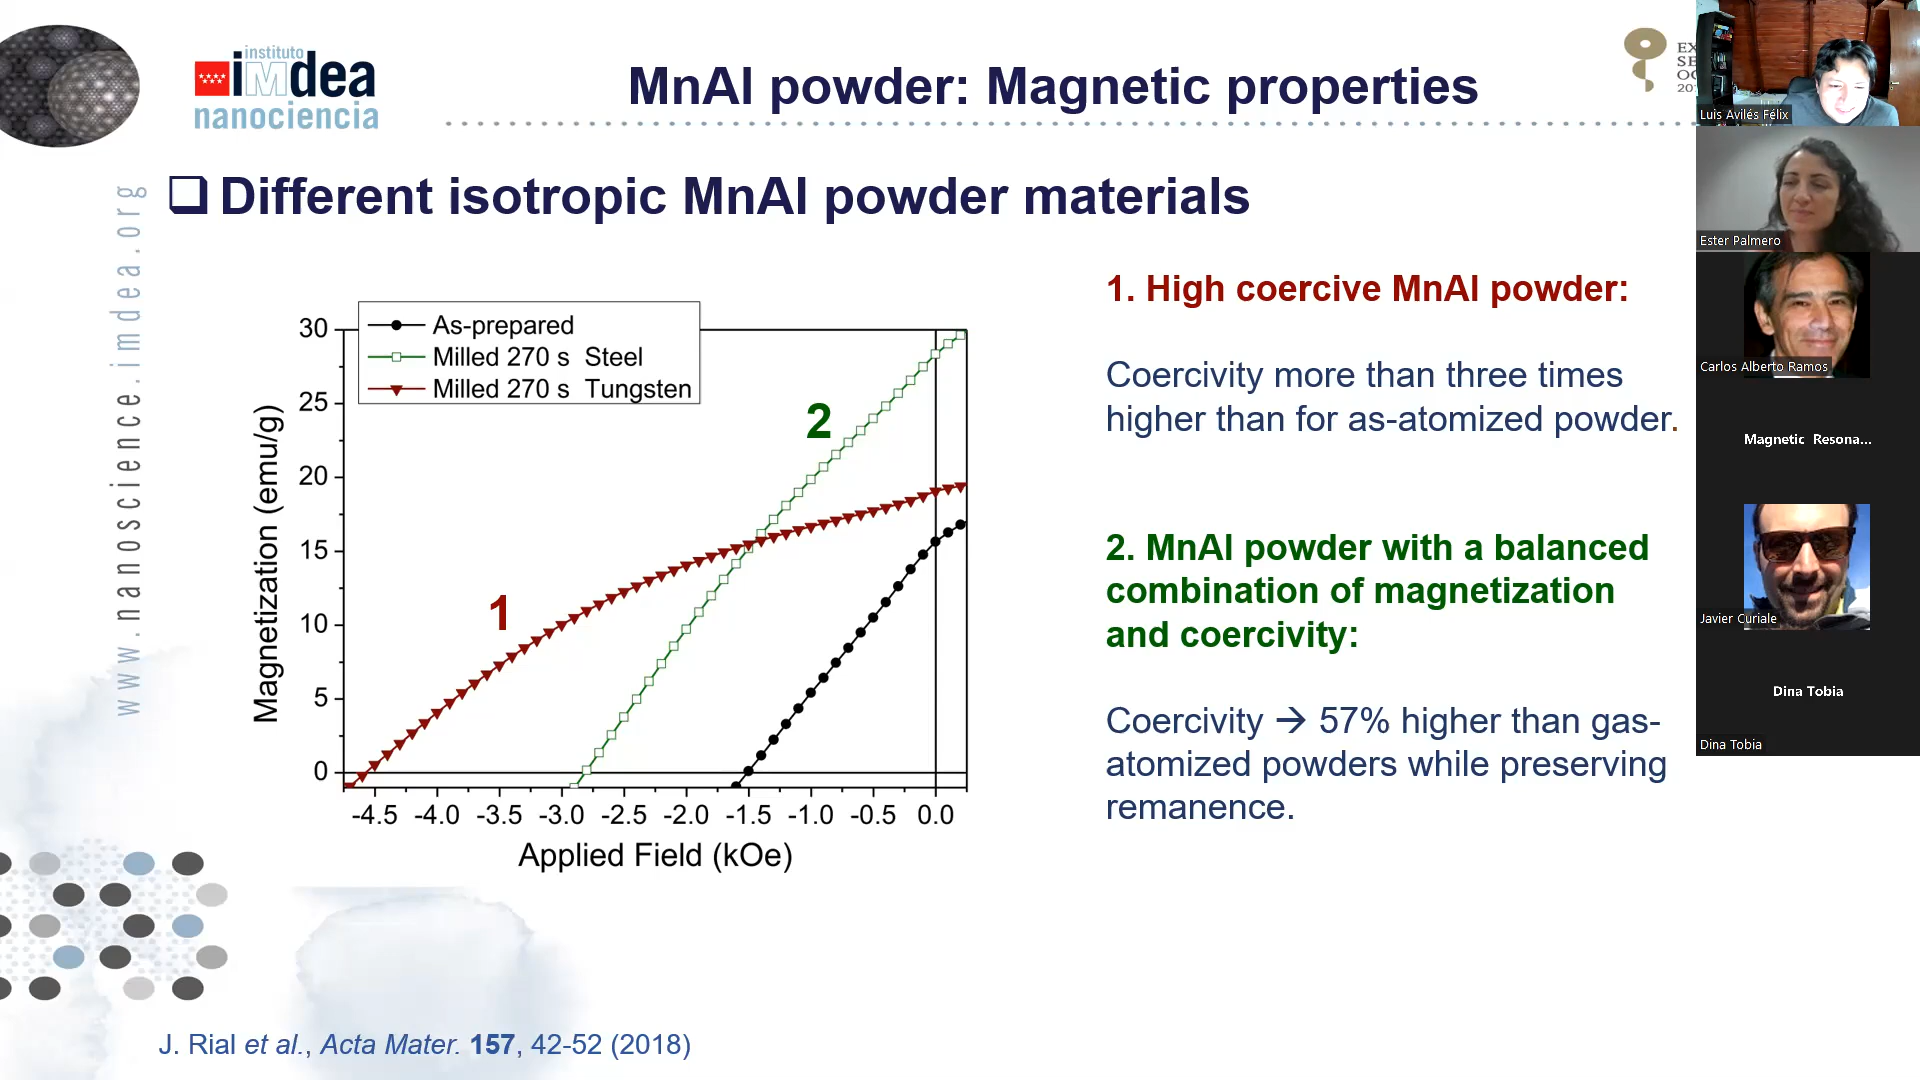 instituto
iMdea
nanociencia
MnAl powder: Magnetic properties
www.nanoscience.imdea.org
❑ Different isotropic MnAl powder materials
As-prepared
Milled 270 s Steel
Milled 270 s Tungsten
Magnetization (emu/g)
30
25
20
15
10
5
0
2
1
-4.5 -4.0 -3.5 -3.0 -2.5 -2.0 -1.5 -1.0 -0.5 0.0
Applied Field (kOe)
1. High coercive MnAl powder:
Coercivity more than three times
higher than for as-atomized powder.
2. MnAl powder with a balanced
combination of magnetization
and coercivity:
Coercivity → 57% higher than gas-
atomized powders while preserving
remanence.
J. Rial et al., Acta Mater. 157, 42-52 (2018)
Luis Avilés Félix
Ester Palmero
Carlos Alberto Ramos
Magnetic Resona...
Javier Curiale
Dina Tobia
Dina Tobia